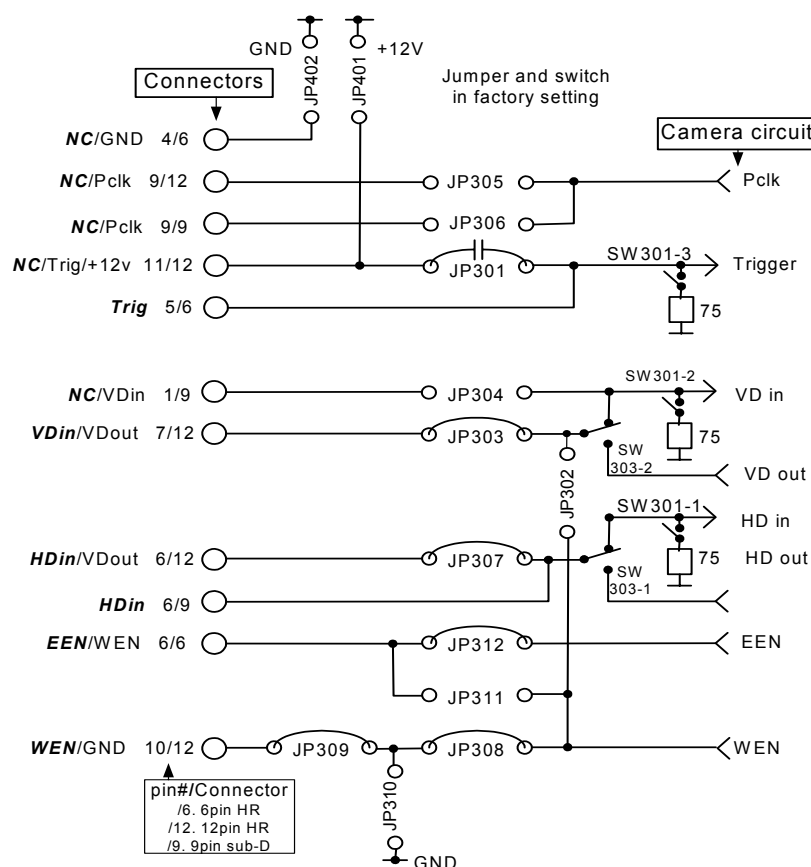 GND
+12V
JP402
JP401
Jumper and switch
in factory setting
Connectors
Camera circuit
NC/GND 4/6
NC/Pclk 9/12
JP305
Pclk
NC/Pclk 9/9
JP306
NC/Trig/+12v 11/12
JP301
SW301-3
Trigger
Trig 5/6
75
NC/VDin 1/9
JP304
SW301-2
VD in
VDin/VDout 7/12
JP303
75
SW
303-2
VD out
JP302
SW301-1
HD in
HDin/VDout 6/12
JP307
75
HD out
SW
303-1
HDin 6/9
EEN/WEN 6/6
JP312
EEN
JP311
WEN/GND 10/12
JP309
JP308
WEN
JP310
pin#/Connector
/6. 6pin HR
/12. 12pin HR
/9. 9pin sub-D
GND